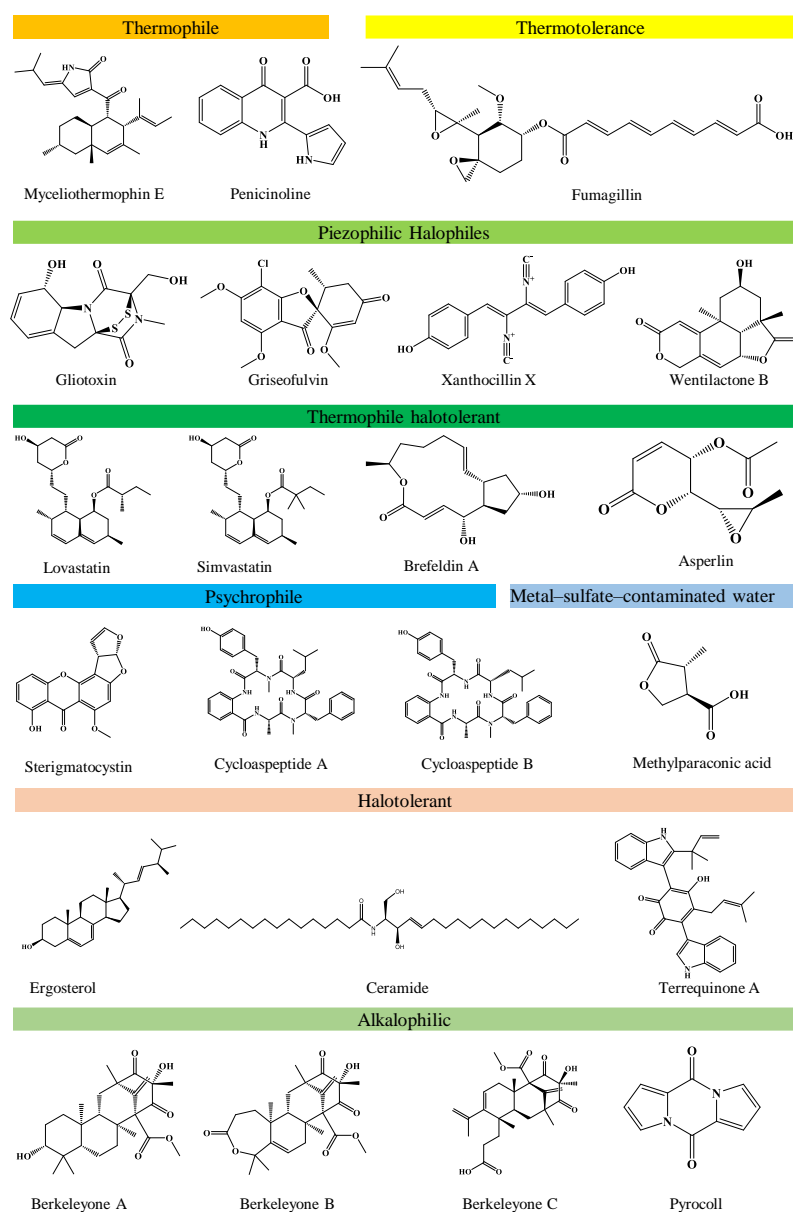 Thermophile
Thermotolerance
Myceliothermophin E
Penicinoline
Fumagillin
Piezophilic Halophiles
Gliotoxin
Griseofulvin
Xanthocillin X
Wentilactone B
Thermophile halotolerant
Lovastatin
Simvastatin
Brefeldin A
Asperlin
Psychrophile
Metal–sulfate–contaminated water
Sterigmatocystin
Cycloaspeptide A
Cycloaspeptide B
Methylparaconic acid
Halotolerant
Ergosterol
Ceramide
Terrequinone A
Alkalophilic
Berkeleyone A
Berkeleyone B
Berkeleyone C
Pyrocoll